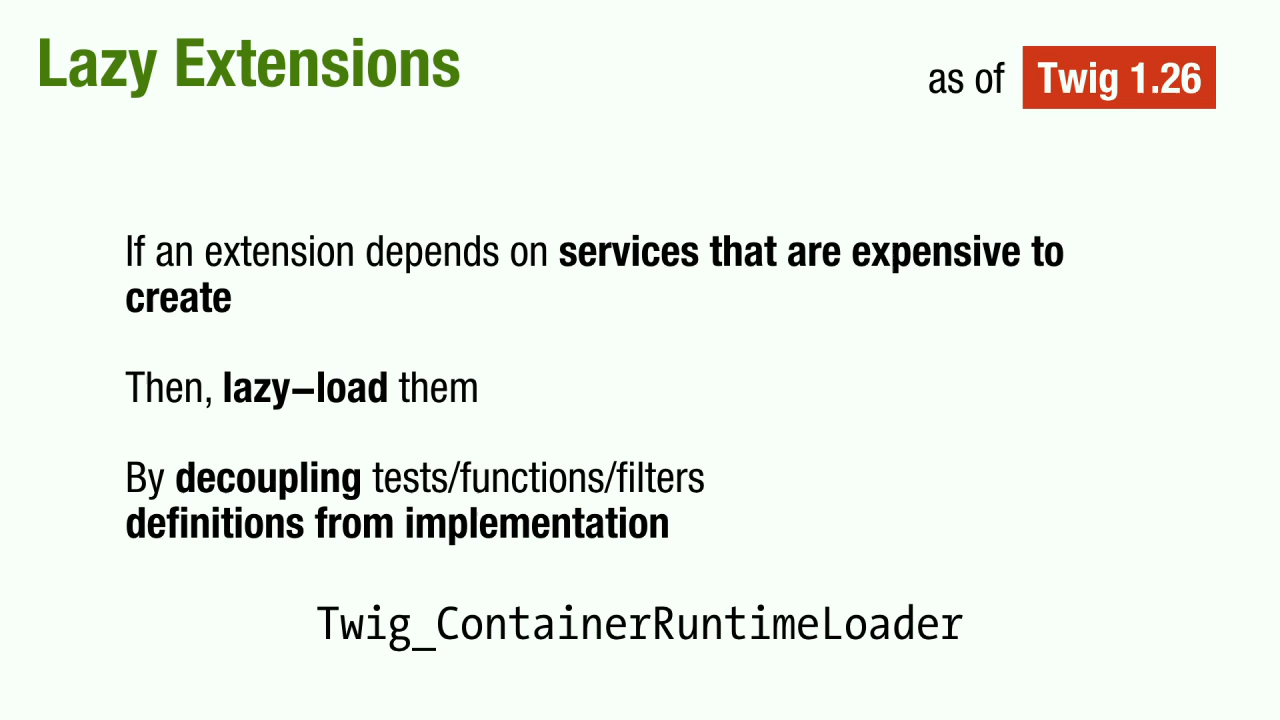 Lazy Extensions
as of Twig 1.26
If an extension depends on services that are expensive to
create
Then, lazy–load them
By decoupling tests/functions/filters
definitions from implementation
Twig_ContainerRuntimeLoader